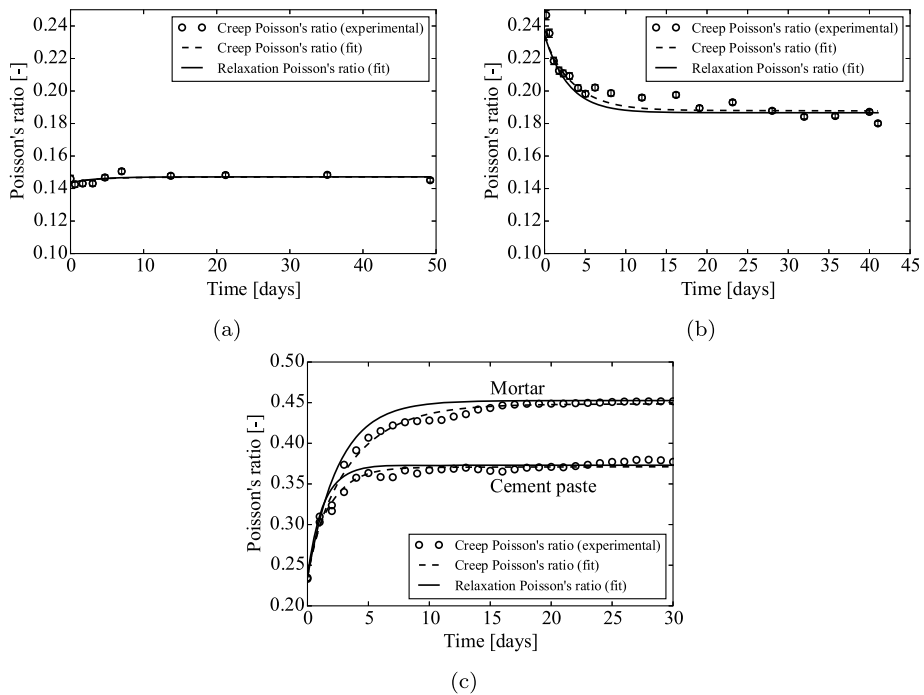 0.24
0.22
0.20
0.18
0.16
0.14
0.12
0.10
Poisson's ratio [-]
Creep Poisson's ratio (experimental)
Creep Poisson's ratio (fit)
Relaxation Poisson's ratio (fit)
0 10 20 30 40 50
Time [days]
(a)
0.24
0.22
0.20
0.18
0.16
0.14
0.12
0.10
Poisson's ratio [-]
Creep Poisson's ratio (experimental)
Creep Poisson's ratio (fit)
Relaxation Poisson's ratio (fit)
0 5 10 15 20 25 30 35 40 45
Time [days]
(b)
0.50
0.45
0.40
0.35
0.30
0.25
0.20
Poisson's ratio [-]
Mortar
Cement paste
Creep Poisson's ratio (experimental)
Creep Poisson's ratio (fit)
Relaxation Poisson's ratio (fit)
0 5 10 15 20 25 30
Time [days]
(c)